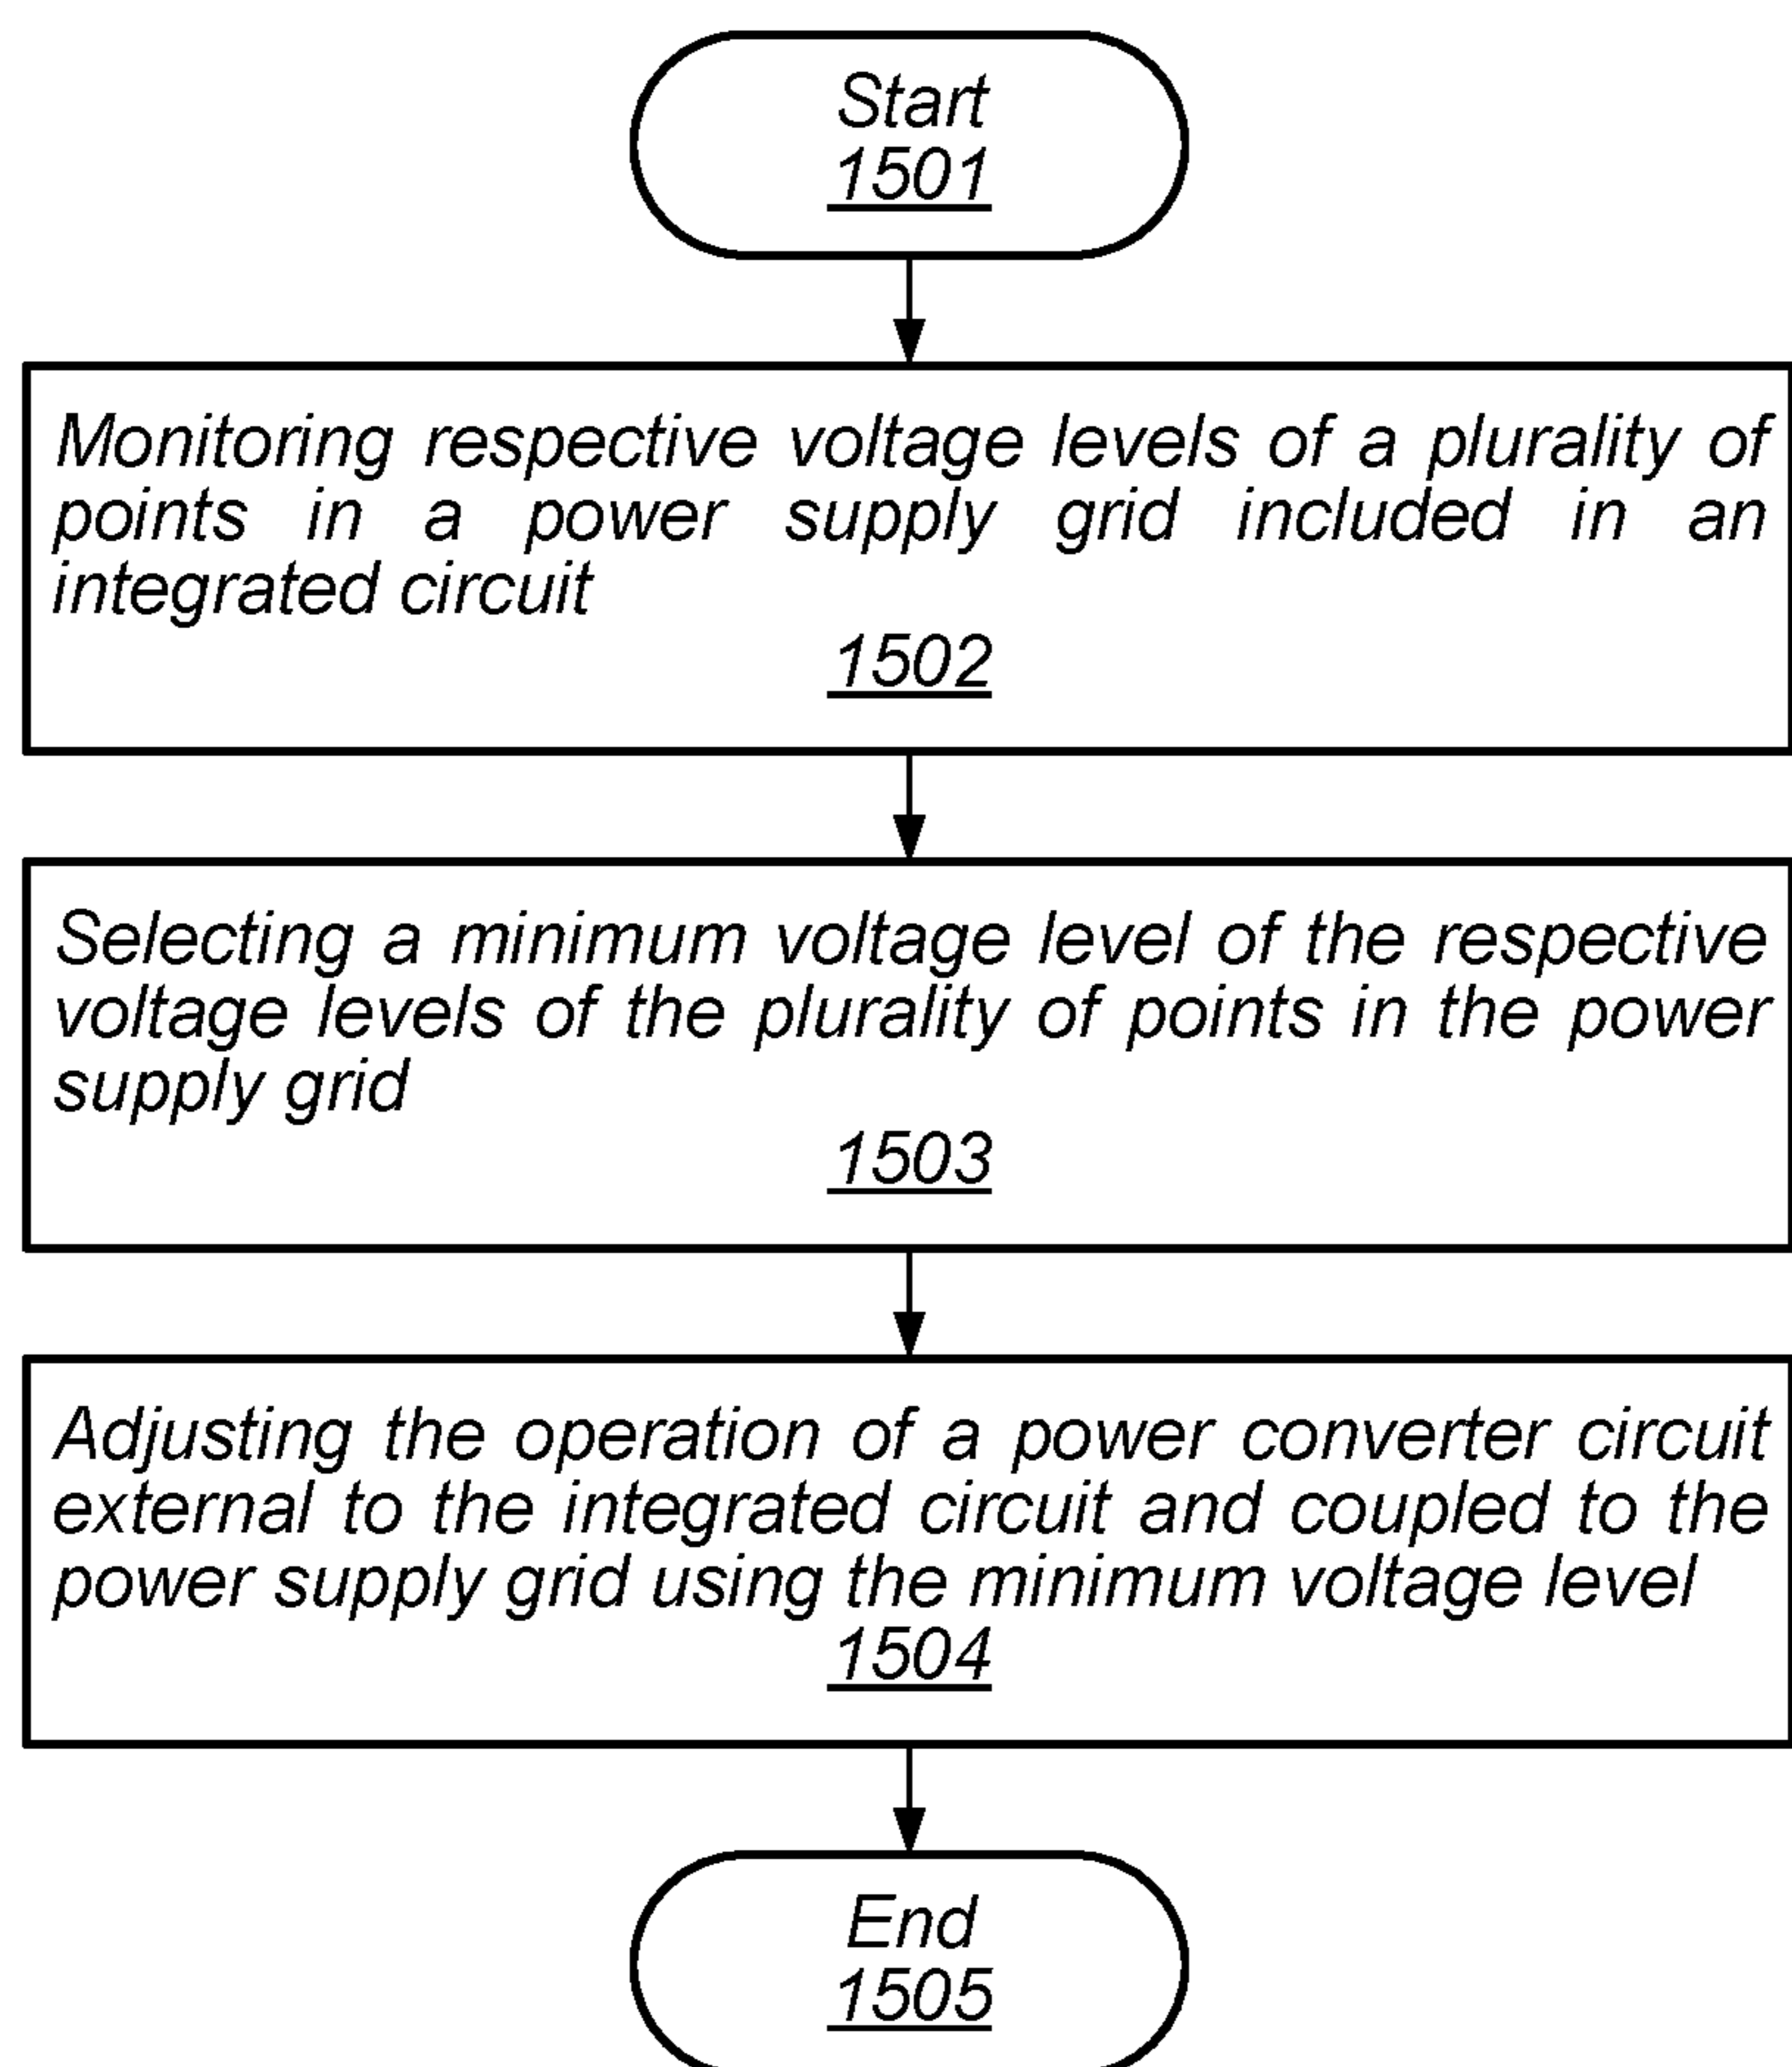 Start
1501
Monitoring respective voltage levels of a plurality of
points in a power supply grid included in an
integrated circuit
1502
Selecting a minimum voltage level of the respective
voltage levels of the plurality of points in the power
supply grid
1503
Adjusting the operation of a power converter circuit
external to the integrated circuit and coupled to the
power supply grid using the minimum voltage level
1504
End
1505